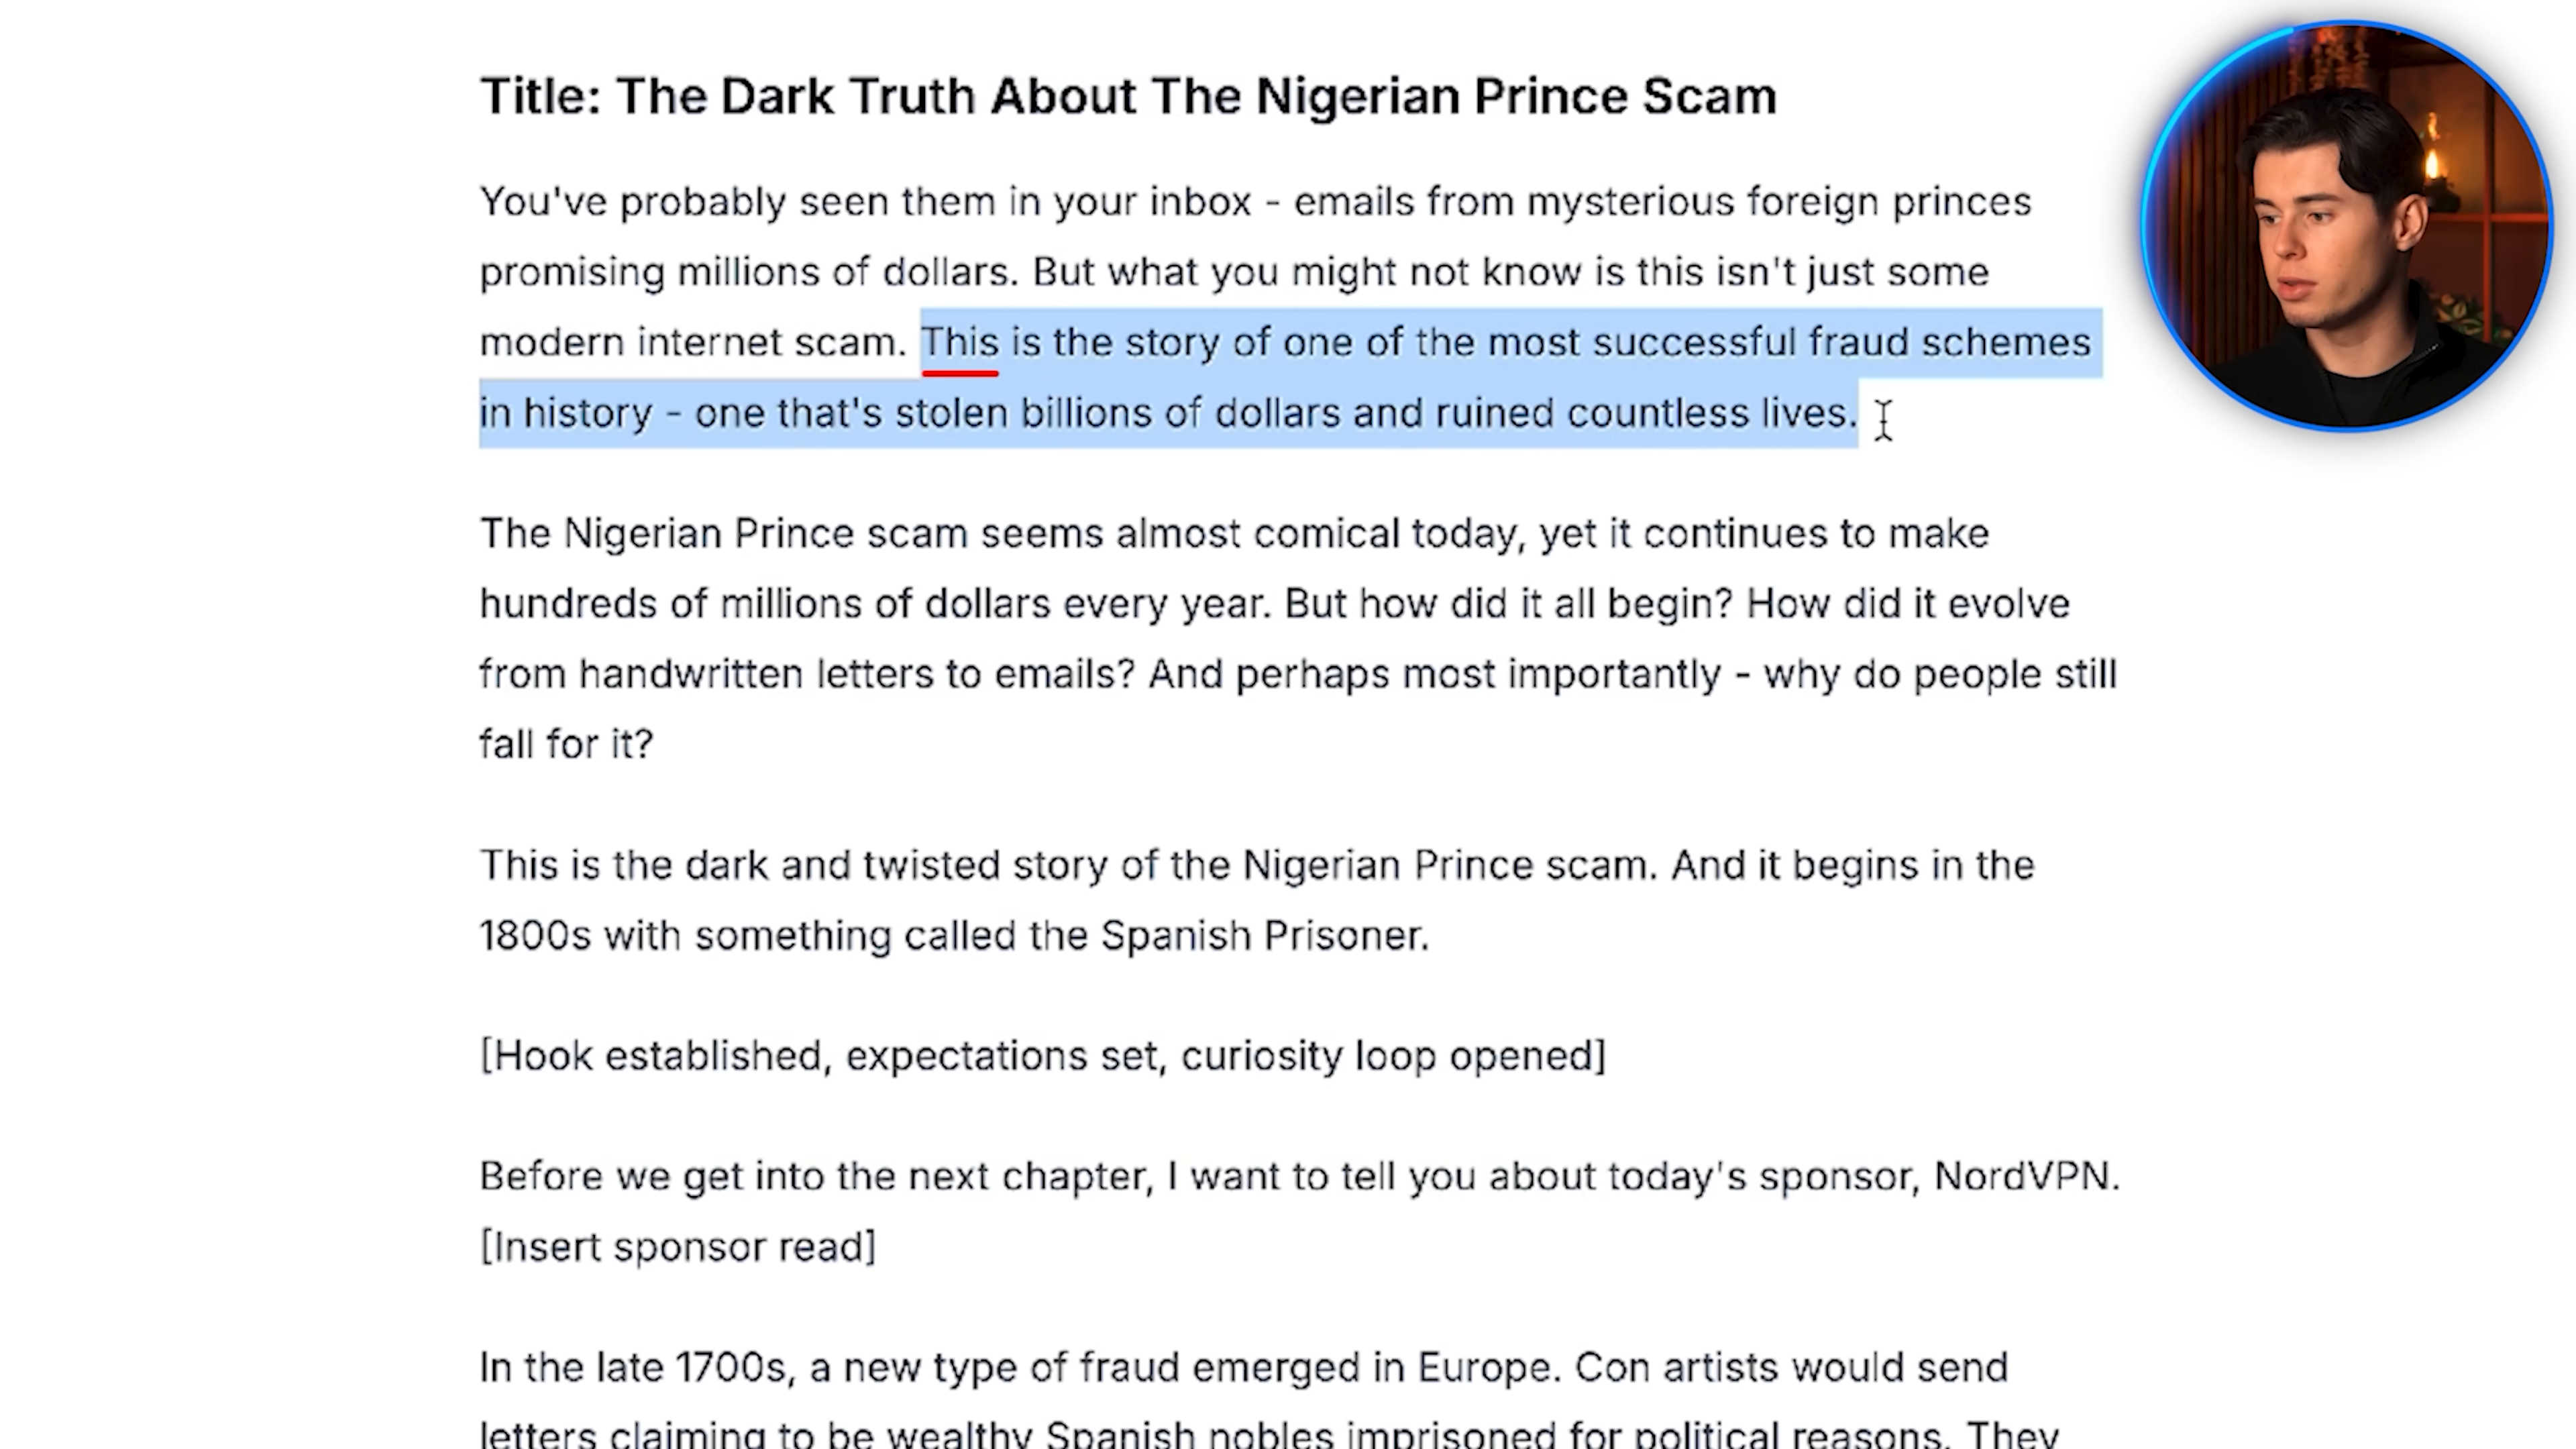 Title: The Dark Truth About The Nigerian Prince Scam
You've probably seen them in your inbox - emails from mysterious foreign princes
promising millions of dollars. But what you might not know is this isn't just some
modern internet scam. This is the story of one of the most successful fraud schemes
in history - one that's stolen billions of dollars and ruined countless lives.
The Nigerian Prince scam seems almost comical today, yet it continues to make
hundreds of millions of dollars every year. But how did it all begin? How did it evolve
from handwritten letters to emails? And perhaps most importantly - why do people still
fall for it?
This is the dark and twisted story of the Nigerian Prince scam. And it begins in the
1800s with something called the Spanish Prisoner.
[Hook established, expectations set, curiosity loop opened]
Before we get into the next chapter, I want to tell you about today's sponsor, NordVPN.
[Insert sponsor read]
In the late 1700s, a new type of fraud emerged in Europe. Con artists would send
letters claiming to be wealthy Spanish nobles imprisoned for political reasons. They